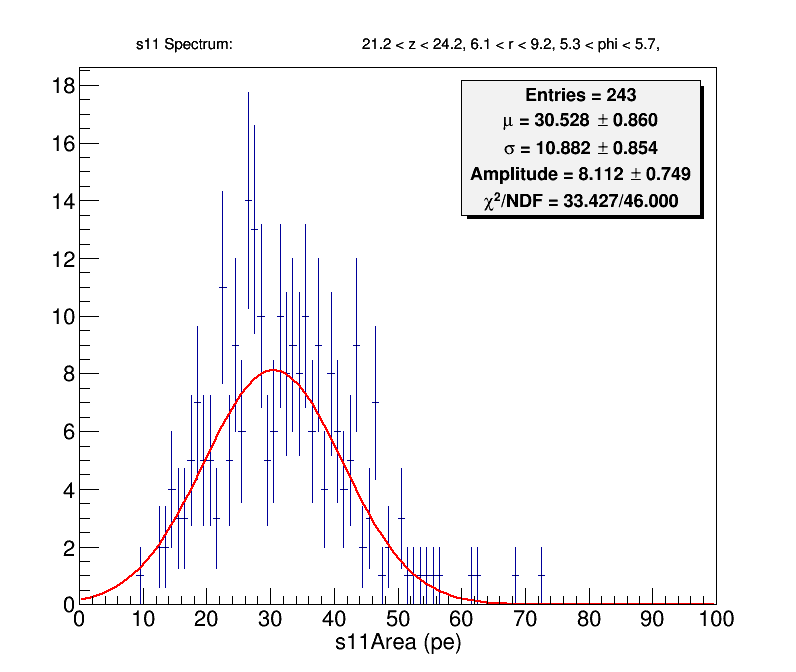 s11 Spectrum: 21.2 < z < 24.2, 6.1 < r < 9.2, 5.3 < phi < 5.7,
Entries = 243
μ = 30.528 ± 0.860
σ = 10.882 ± 0.854
Amplitude = 8.112 ± 0.749
χ²/NDF = 33.427/46.000
18
16
14
12
10
8
6
4
2
0
0 10 20 30 40 50 60 70 80 90 100
s11Area (pe)